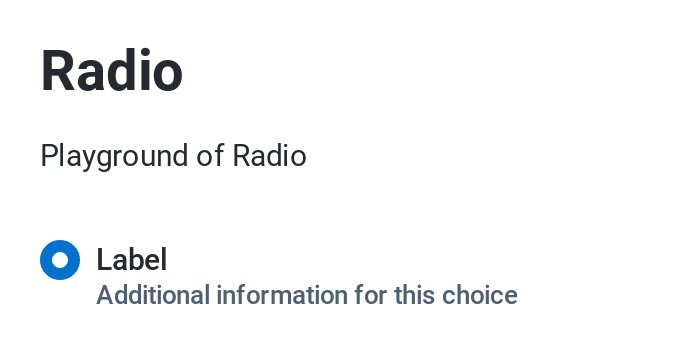 Radio
Playground of Radio
Label
Additional information for this choice